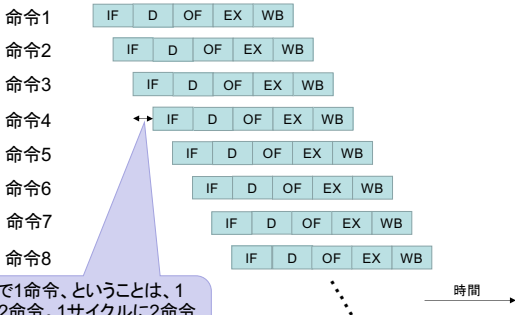 命令1 IF D OF EX WB
命令2 IF D OF EX WB
命令3 IF D OF EX WB
命令4 IF D OF EX WB
命令5 IF D OF EX WB
命令6 IF D OF EX WB
命令7 IF D OF EX WB
命令8 IF D OF EX WB
時間
で1命令、ということは、1
2命令、1サイクルに2命令